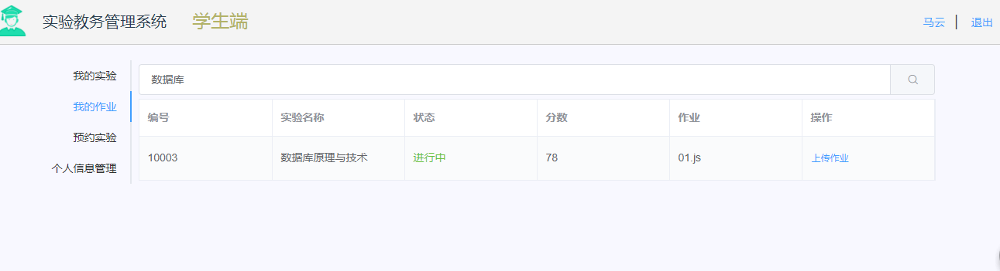 实验教务管理系统 学生端 马云 | 退出
我的实验
我的作业
预约实验
个人信息管理
数据库
编号 实验名称 状态 分数 作业 操作
10003 数据库原理与技术 进行中 78 01.js 上传作业